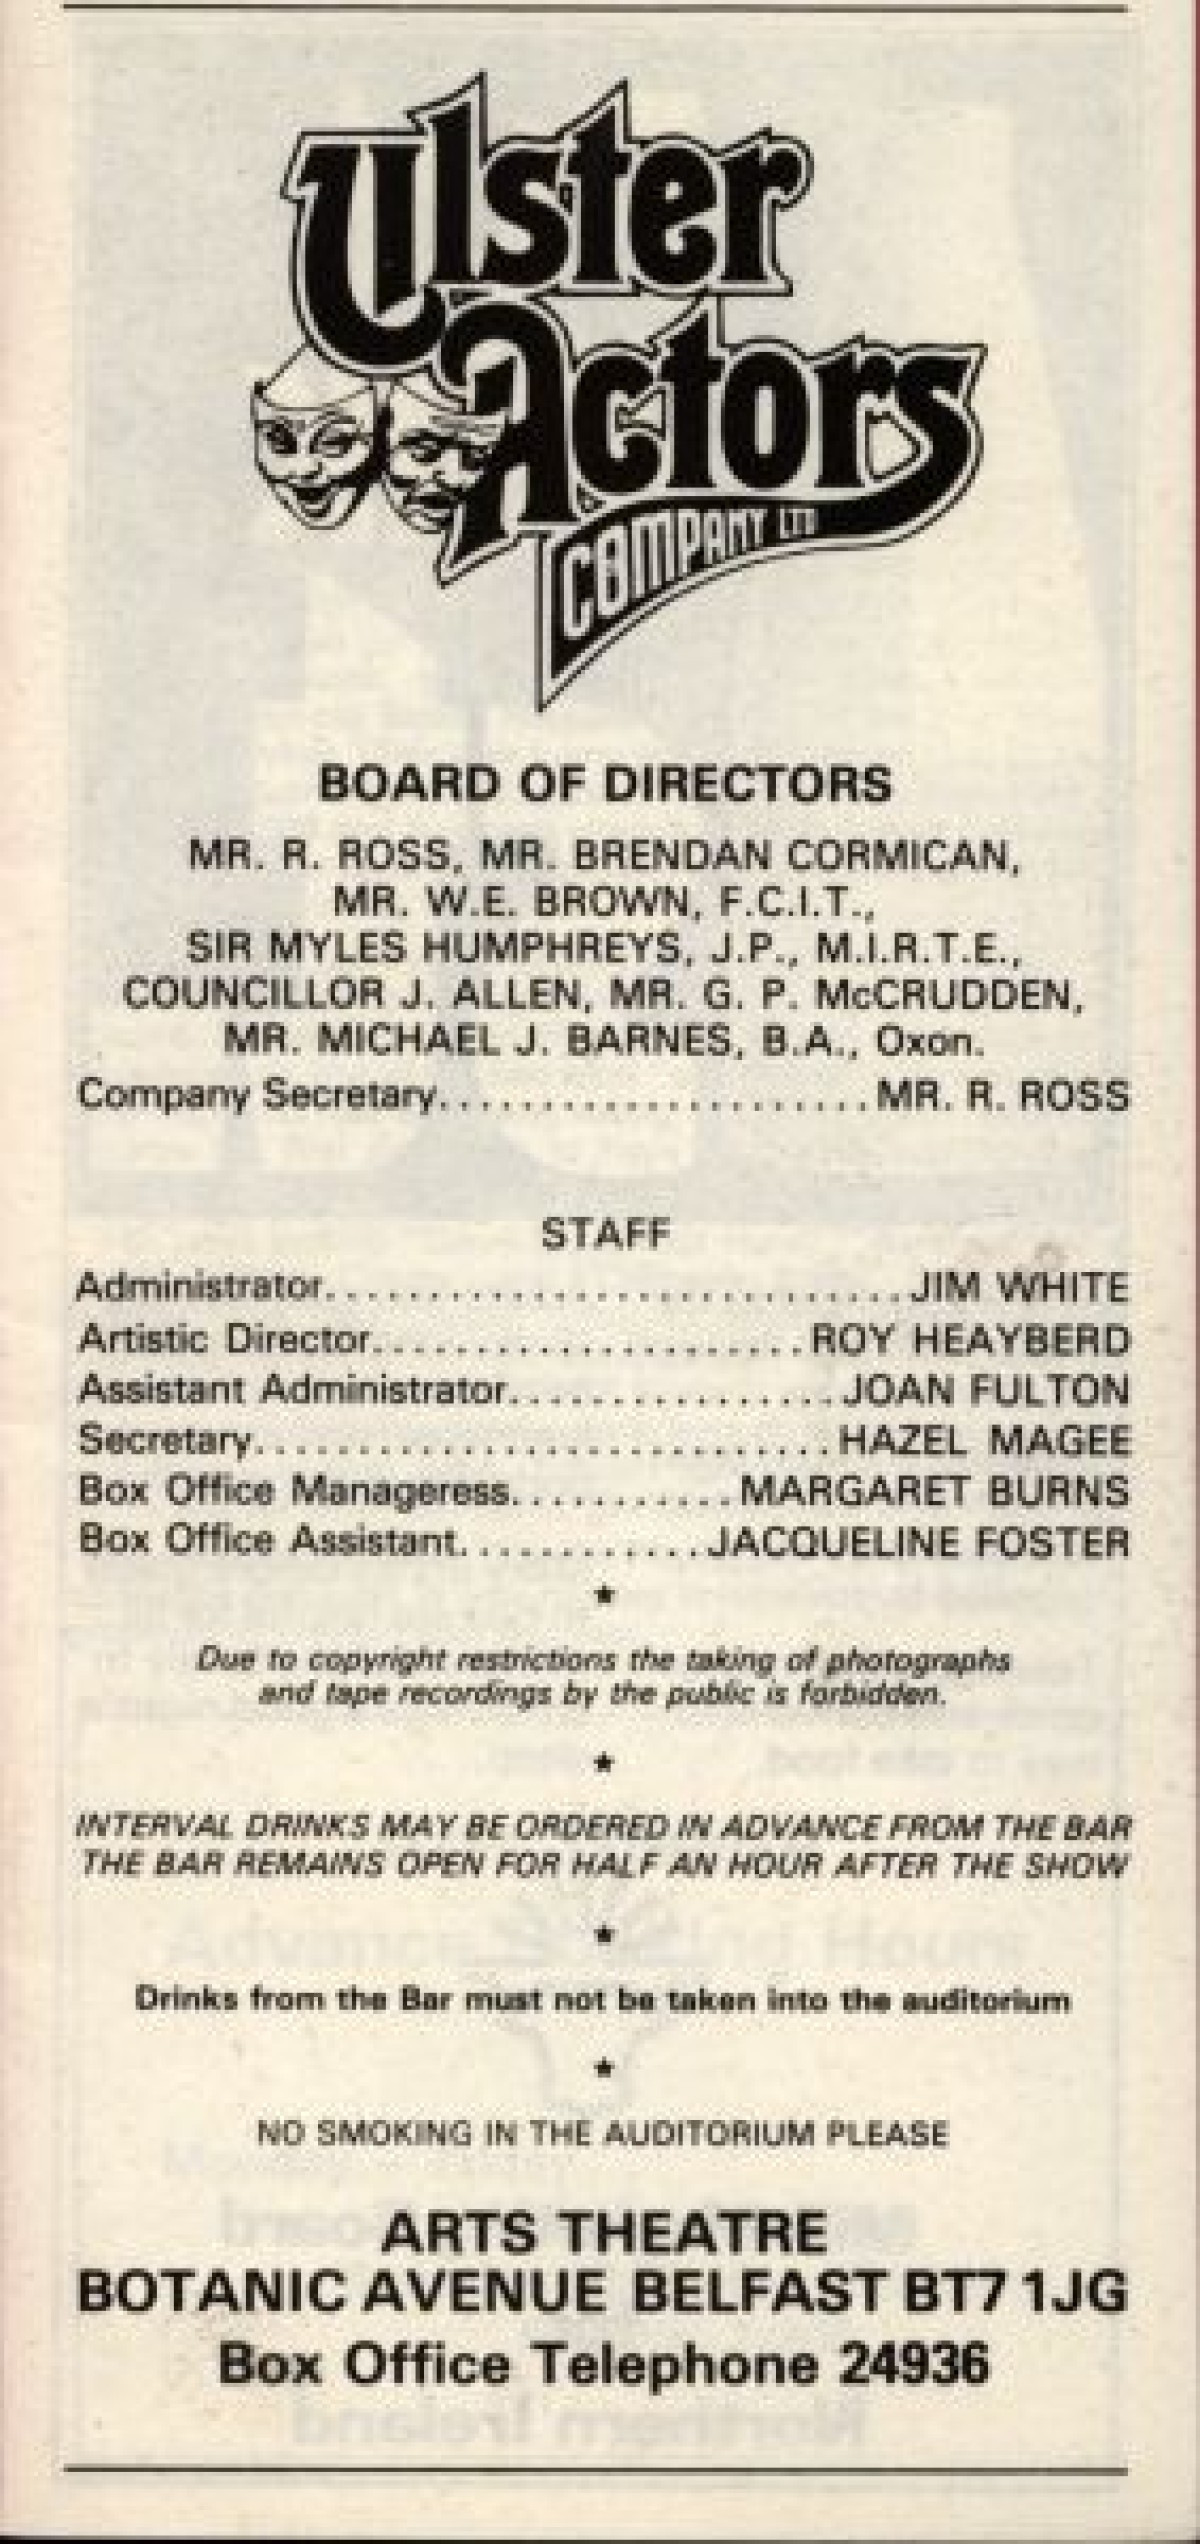 Ulster
Actors
COMPANY LTD
BOARD OF DIRECTORS
MR. R. ROSS, MR. BRENDAN CORMICAN,
MR. W.E. BROWN, F.C.I.T.,
SIR MYLES HUMPHREYS, J.P., M.I.R.T.E.,
COUNCILLOR J. ALLEN, MR. G. P. McCRUDDEN,
MR. MICHAEL J. BARNES, B.A., Oxon.
Company Secretary.....................MR. R. ROSS
STAFF
Administrator............................JIM WHITE
Artistic Director.....................ROY HEAYBERD
Assistant Administrator................JOAN FULTON
Secretary............................HAZEL MAGEE
Box Office Manageress...........MARGARET BURNS
Box Office Assistant............JACQUELINE FOSTER
★
Due to copyright restrictions the taking of photographs
and tape recordings by the public is forbidden.
★
INTERVAL DRINKS MAY BE ORDERED IN ADVANCE FROM THE BAR
THE BAR REMAINS OPEN FOR HALF AN HOUR AFTER THE SHOW
★
Drinks from the Bar must not be taken into the auditorium
★
NO SMOKING IN THE AUDITORIUM PLEASE
ARTS THEATRE
BOTANIC AVENUE BELFAST BT7 1JG
Box Office Telephone 24936